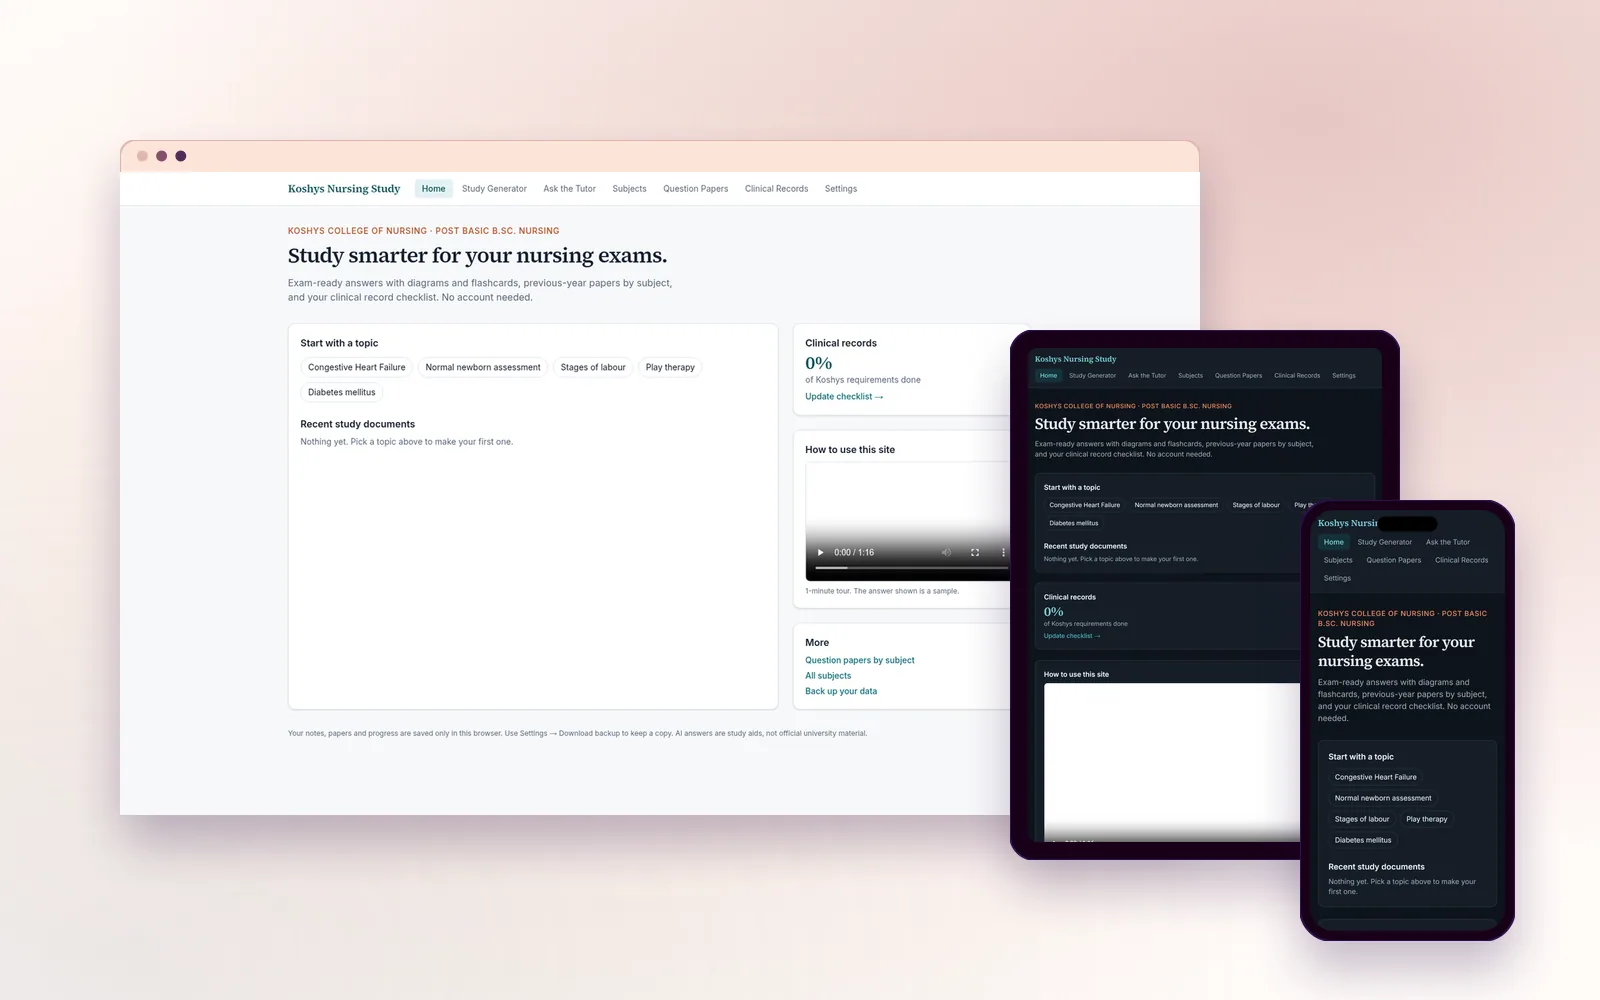 Koshys Nursing Study
Home
Study Generator
Ask the Tutor
Subjects
Question Papers
Clinical Records
Settings
KOSHYS COLLEGE OF NURSING · POST BASIC B.SC. NURSING
Study smarter for your nursing exams.
Exam-ready answers with diagrams and flashcards, previous-year papers by subject,
and your clinical record checklist. No account needed.
Start with a topic
Congestive Heart Failure
Normal newborn assessment
Stages of labour
Play therapy
Diabetes mellitus
Recent study documents
Nothing yet. Pick a topic above to make your first one.
Clinical records
0%
of Koshys requirements done
Update checklist →
How to use this site
0:00 / 1:16
1-minute tour. The answer shown is a sample.
More
Question papers by subject
All subjects
Back up your data
Your notes, papers and progress are saved only in this browser. Use Settings → Download backup to keep a copy. AI answers are study aids, not official university material.
Koshys Nursing Study
Home
Study Generator
Ask the Tutor
Subjects
Question Papers
Clinical Records
Settings
KOSHYS COLLEGE OF NURSING · POST BASIC B.SC. NURSING
Study smarter for your nursing exams.
Exam-ready answers with diagrams and flashcards, previous-year papers by subject,
and your clinical record checklist. No account needed.
Start with a topic
Congestive Heart Failure
Normal newborn assessment
Stages of labour
Play
Diabetes mellitus
Recent study documents
Nothing yet. Pick a topic above to make your first one.
Clinical records
0%
of Koshys requirements done
Update checklist →
How to use this site
Koshys
Home
Study Generator
Ask the Tutor
Subjects
Question Papers
Clinical Records
Settings
KOSHYS COLLEGE OF NURSING · POST BASIC
B.SC. NURSING
Study smarter for your
nursing exams.
Exam-ready answers with diagrams and
flashcards, previous-year papers by subject,
and your clinical record checklist. No account
needed.
Start with a topic
Congestive Heart Failure
Normal newborn assessment
Stages of labour
Play therapy
Diabetes mellitus
Recent study documents
Nothing yet. Pick a topic above to make your
first one.